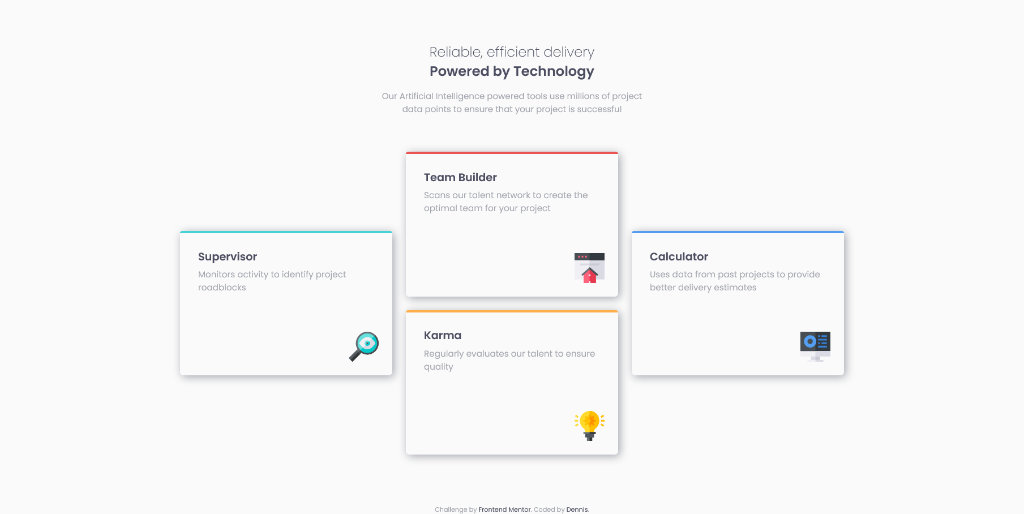 Reliable, efficient delivery
Powered by Technology
Our Artificial Intelligence powered tools use millions of project
data points to ensure that your project is successful
Team Builder
Scans our talent network to create the
optimal team for your project
Supervisor
Monitors activity to identify project
roadblocks
Calculator
Uses data from past projects to provide
better delivery estimates
Karma
Regularly evaluates our talent to ensure
quality
Challenge by Frontend Mentor. Coded by Dennis.